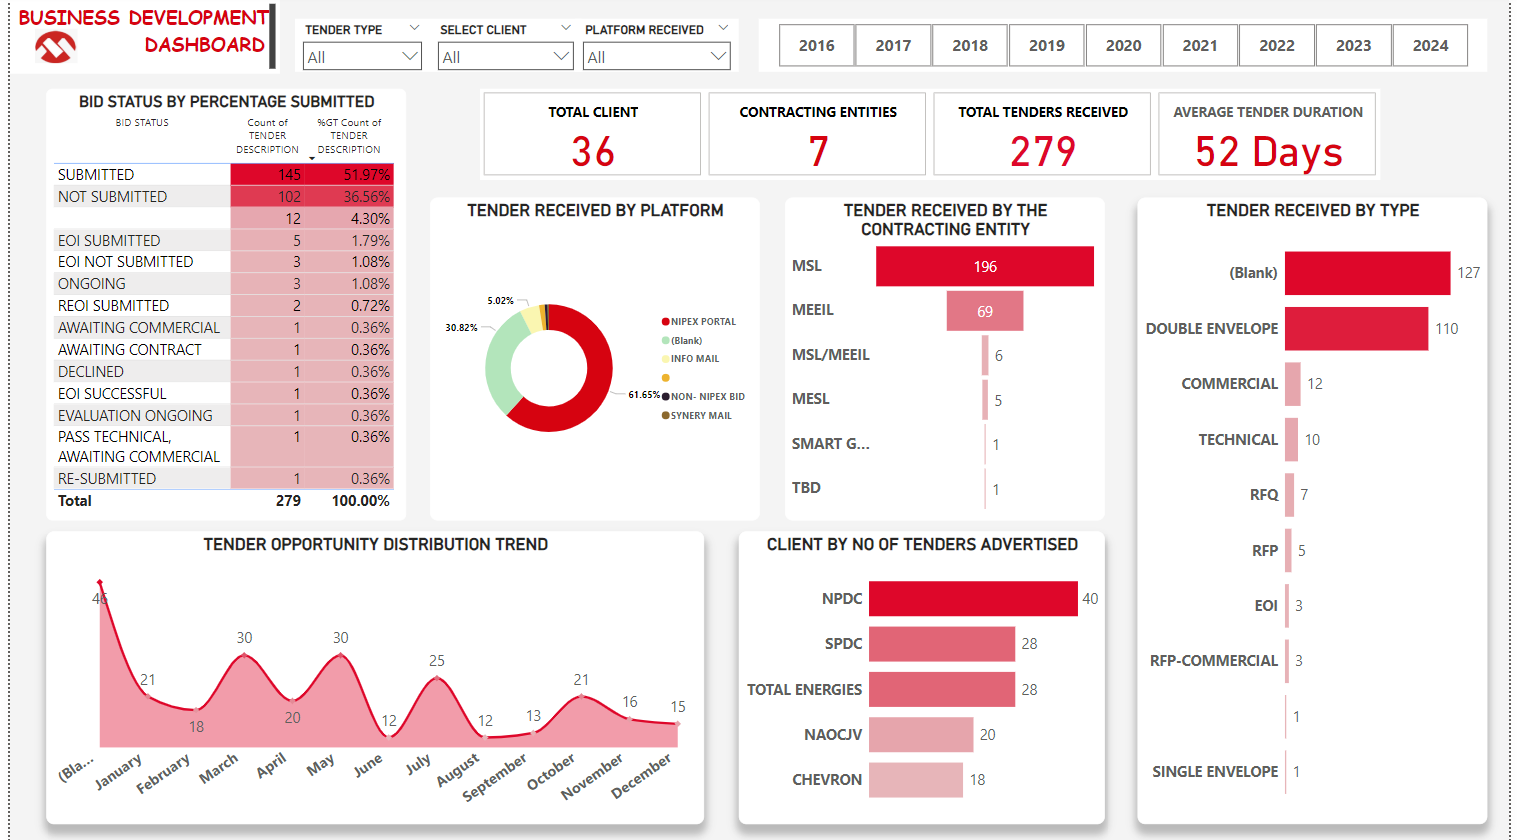 BUSINESS DEVELOPMENT
DASHBOARD
TENDER TYPE
All
SELECT CLIENT
All
PLATFORM RECEIVED
All
2016 2017 2018 2019 2020 2021 2022 2023 2024
BID STATUS BY PERCENTAGE SUBMITTED
BID STATUS Count of TENDER DESCRIPTION %GT Count of TENDER DESCRIPTION
SUBMITTED 145 51.97%
NOT SUBMITTED 102 36.56%
12 4.30%
EOI SUBMITTED 5 1.79%
EOI NOT SUBMITTED 3 1.08%
ONGOING 3 1.08%
REOI SUBMITTED 2 0.72%
AWAITING COMMERCIAL 1 0.36%
AWAITING CONTRACT 1 0.36%
DECLINED 1 0.36%
EOI SUCCESSFUL 1 0.36%
EVALUATION ONGOING 1 0.36%
PASS TECHNICAL, 1 0.36%
AWAITING COMMERCIAL
RE-SUBMITTED 1 0.36%
Total 279 100.00%
TOTAL CLIENT
36
CONTRACTING ENTITIES
7
TOTAL TENDERS RECEIVED
279
AVERAGE TENDER DURATION
52 Days
TENDER RECEIVED BY PLATFORM
5.02%
30.82%
61.65%
NIPEX PORTAL
(Blank)
INFO MAIL
NON- NIPEX BID
SYNERY MAIL
TENDER RECEIVED BY THE
CONTRACTING ENTITY
MSL 196
MEEIL 69
MSL/MEEIL 6
MESL 5
SMART G... 1
TBD 1
TENDER RECEIVED BY TYPE
(Blank) 127
DOUBLE ENVELOPE 110
COMMERCIAL 12
TECHNICAL 10
RFQ 7
RFP 5
EOI 3
RFP-COMMERCIAL 3
1
SINGLE ENVELOPE 1
TENDER OPPORTUNITY DISTRIBUTION TREND
46 21 18 30 20 30 12 25 12 13 21 16 15
(Bla... January February March April May June July August September October November December
CLIENT BY NO OF TENDERS ADVERTISED
NPDC 40
SPDC 28
TOTAL ENERGIES 28
NAOCJV 20
CHEVRON 18